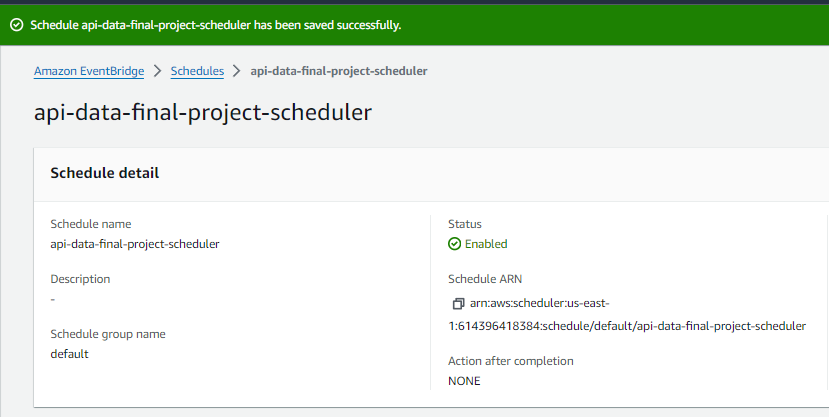 Schedule api-data-final-project-scheduler has been saved successfully.
Amazon EventBridge > Schedules > api-data-final-project-scheduler
api-data-final-project-scheduler
Schedule detail
Schedule name
api-data-final-project-scheduler
Description
-
Schedule group name
default
Status
Enabled
Schedule ARN
arn:aws:scheduler:us-east-
1:614396418384:schedule/default/api-data-final-project-scheduler
Action after completion
NONE